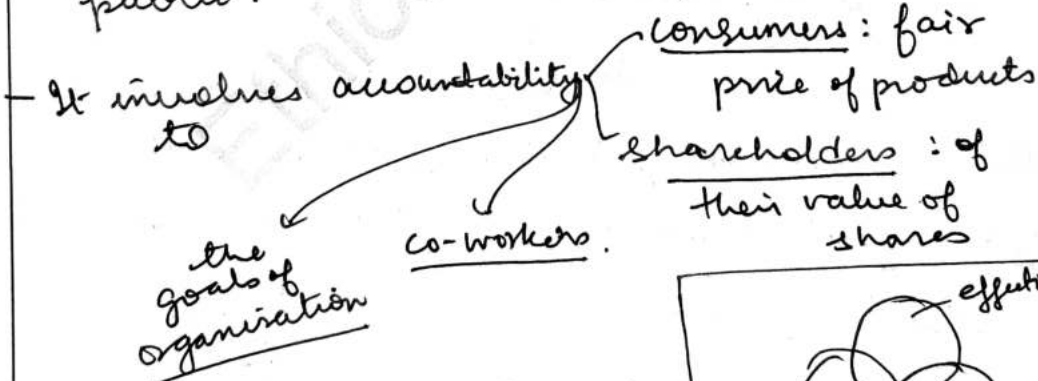 consumers : fair
price of products
- It involves accountability
to
shareholders : of
their value of
shares
the
goals of
organisation
co-workers.